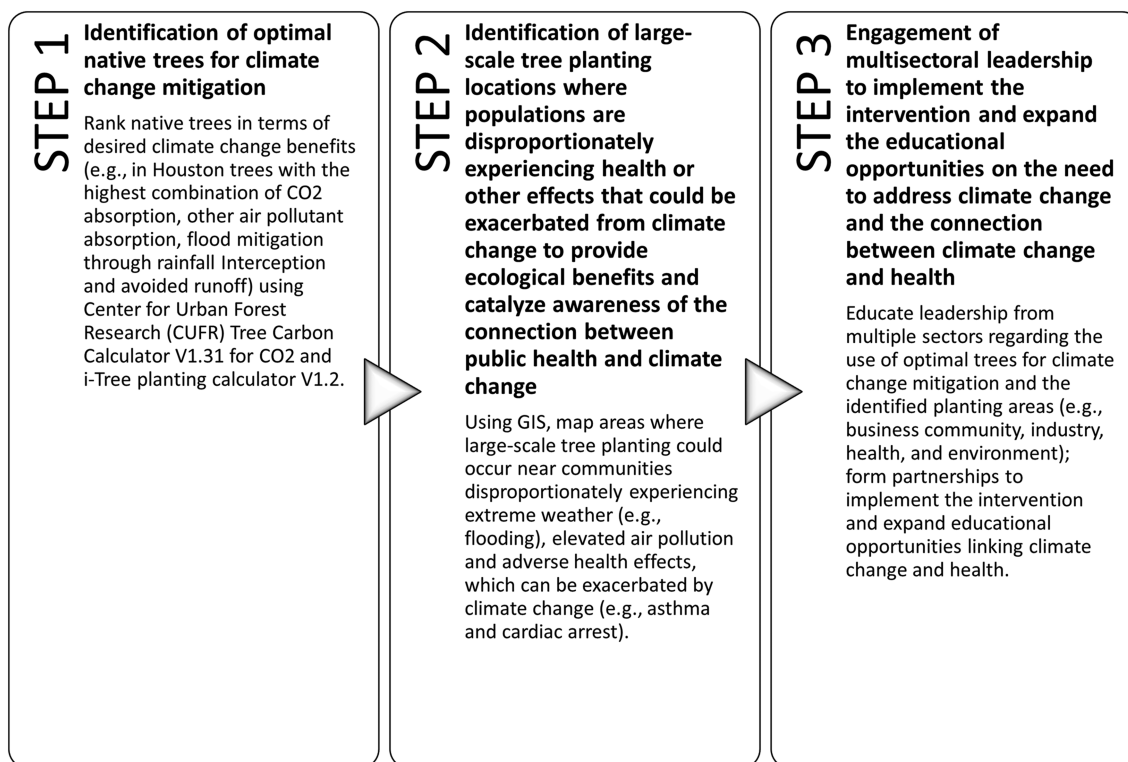 STEP 1
Identification of optimal
native trees for climate
change mitigation
Rank native trees in terms of
desired climate change benefits
(e.g., in Houston trees with the
highest combination of CO2
absorption, other air pollutant
absorption, flood mitigation
through rainfall Interception
and avoided runoff) using
Center for Urban Forest
Research (CUFR) Tree Carbon
Calculator V1.31 for CO2 and
i-Tree planting calculator V1.2.
STEP 2
Identification of large-
scale tree planting
locations where
populations are
disproportionately
experiencing health or
other effects that could be
exacerbated from climate
change to provide
ecological benefits and
catalyze awareness of the
connection between
public health and climate
change
Using GIS, map areas where
large-scale tree planting could
occur near communities
disproportionately experiencing
extreme weather (e.g.,
flooding), elevated air pollution
and adverse health effects,
which can be exacerbated by
climate change (e.g., asthma
and cardiac arrest).
STEP 3
Engagement of
multisectoral leadership
to implement the
intervention and expand
the educational
opportunities on the need
to address climate change
and the connection
between climate change
and health
Educate leadership from
multiple sectors regarding the
use of optimal trees for climate
change mitigation and the
identified planting areas (e.g.,
business community, industry,
health, and environment);
form partnerships to
implement the intervention
and expand educational
opportunities linking climate
change and health.